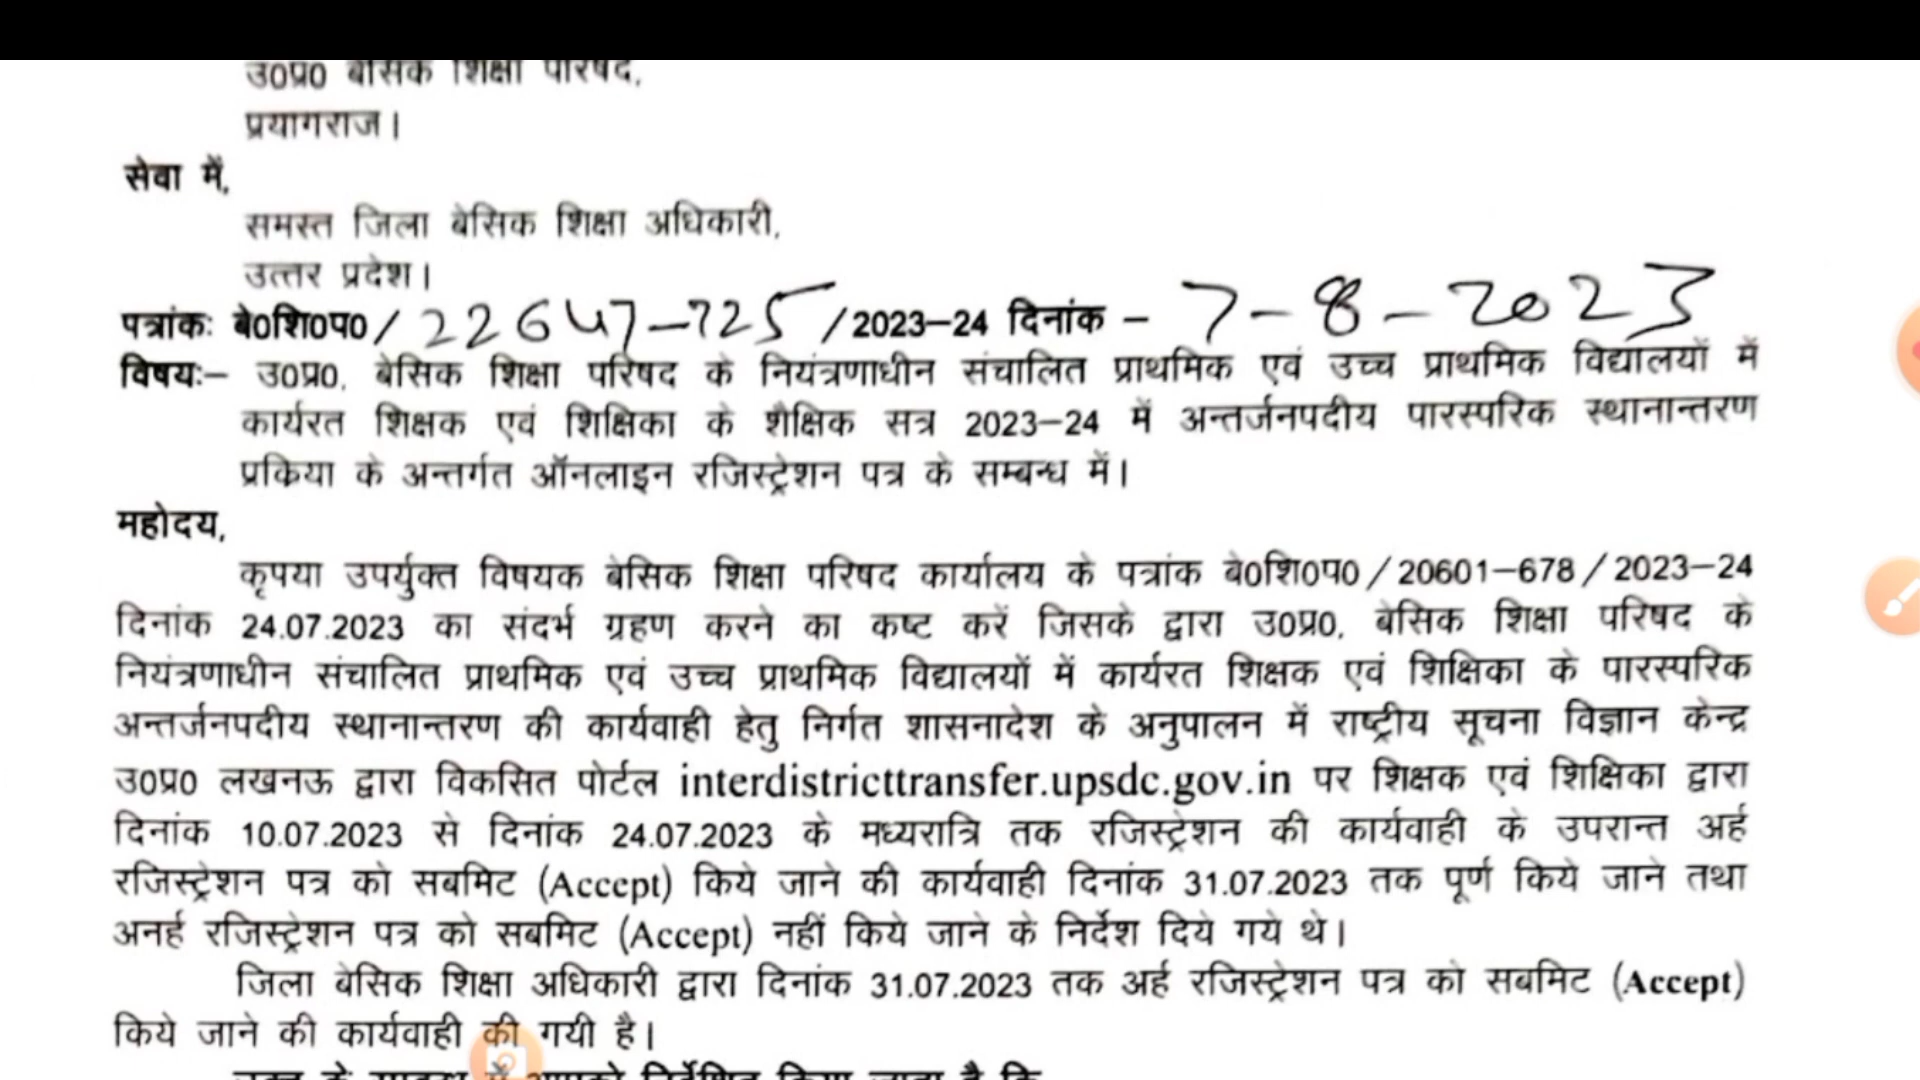 उ0प्र0 बेसिक शिक्षा परिषद,
प्रयागराज।
सेवा में,
समस्त जिला बेसिक शिक्षा अधिकारी,
उत्तर प्रदेश।
पत्रांकः बे0शि0प0/22647-725/2023-24 दिनांक - 7-8-2023
विषयः- उ0प्र0, बेसिक शिक्षा परिषद के नियंत्रणाधीन संचालित प्राथमिक एवं उच्च प्राथमिक विद्यालयों में
कार्यरत शिक्षक एवं शिक्षिका के शैक्षिक सत्र 2023-24 में अन्तर्जनपदीय पारस्परिक स्थानान्तरण
प्रकिया के अन्तर्गत ऑनलाइन रजिस्ट्रेशन पत्र के सम्बन्ध में।
महोदय,
कृपया उपर्युक्त विषयक बेसिक शिक्षा परिषद कार्यालय के पत्रांक बे0शि0प0/20601-678/2023-24
दिनांक 24.07.2023 का संदर्भ ग्रहण करने का कष्ट करें जिसके द्वारा उ0प्र0, बेसिक शिक्षा परिषद के
नियंत्रणाधीन संचालित प्राथमिक एवं उच्च प्राथमिक विद्यालयों में कार्यरत शिक्षक एवं शिक्षिका के पारस्परिक
अन्तर्जनपदीय स्थानान्तरण की कार्यवाही हेतु निर्गत शासनादेश के अनुपालन में राष्ट्रीय सूचना विज्ञान केन्द्र
उ0प्र0 लखनऊ द्वारा विकसित पोर्टल interdistricttransfer.upsdc.gov.in पर शिक्षक एवं शिक्षिका द्वारा
दिनांक 10.07.2023 से दिनांक 24.07.2023 के मध्यरात्रि तक रजिस्ट्रेशन की कार्यवाही के उपरान्त अर्ह
रजिस्ट्रेशन पत्र को सबमिट (Accept) किये जाने की कार्यवाही दिनांक 31.07.2023 तक पूर्ण किये जाने तथा
अनर्ह रजिस्ट्रेशन पत्र को सबमिट (Accept) नहीं किये जाने के निर्देश दिये गये थे।
जिला बेसिक शिक्षा अधिकारी द्वारा दिनांक 31.07.2023 तक अर्ह रजिस्ट्रेशन पत्र को सबमिट (Accept)
किये जाने की कार्यवाही की गयी है।